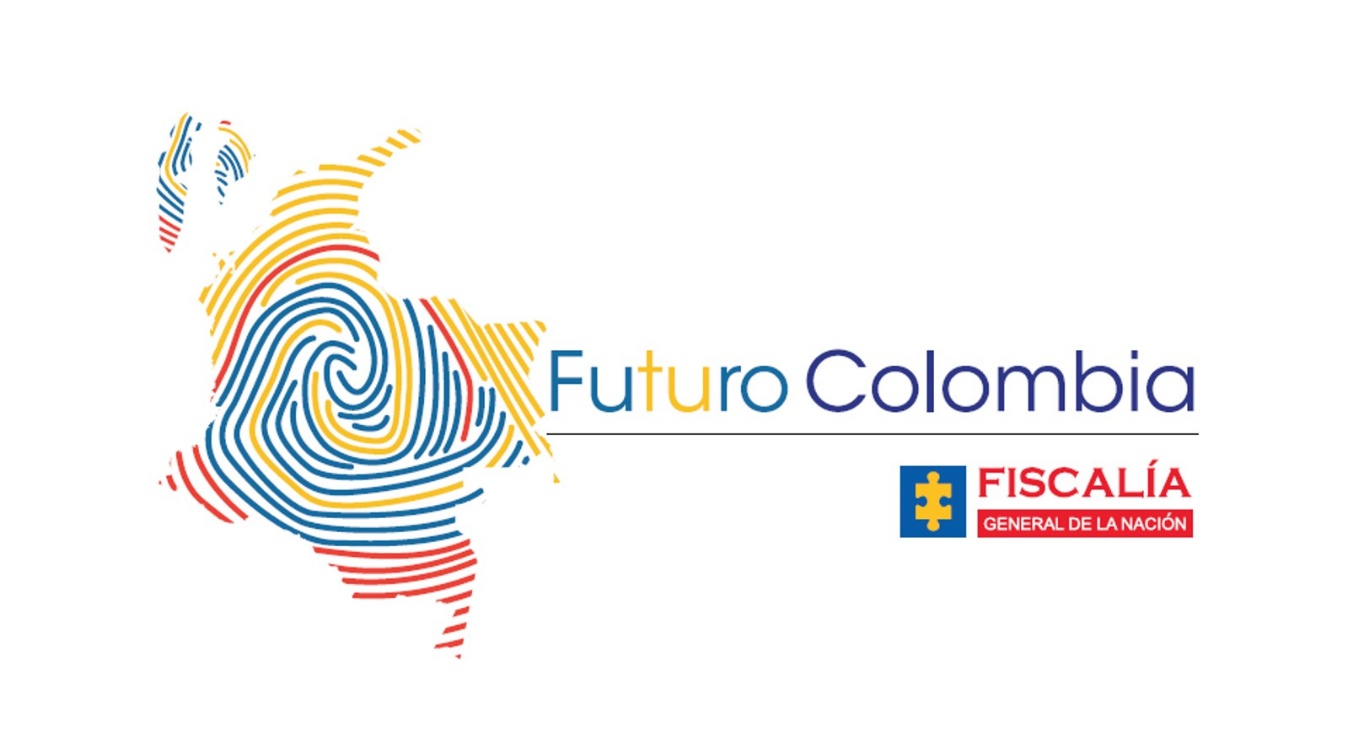 Futuro Colombia
FISCALÍA
GENERAL DE LA NACIÓN